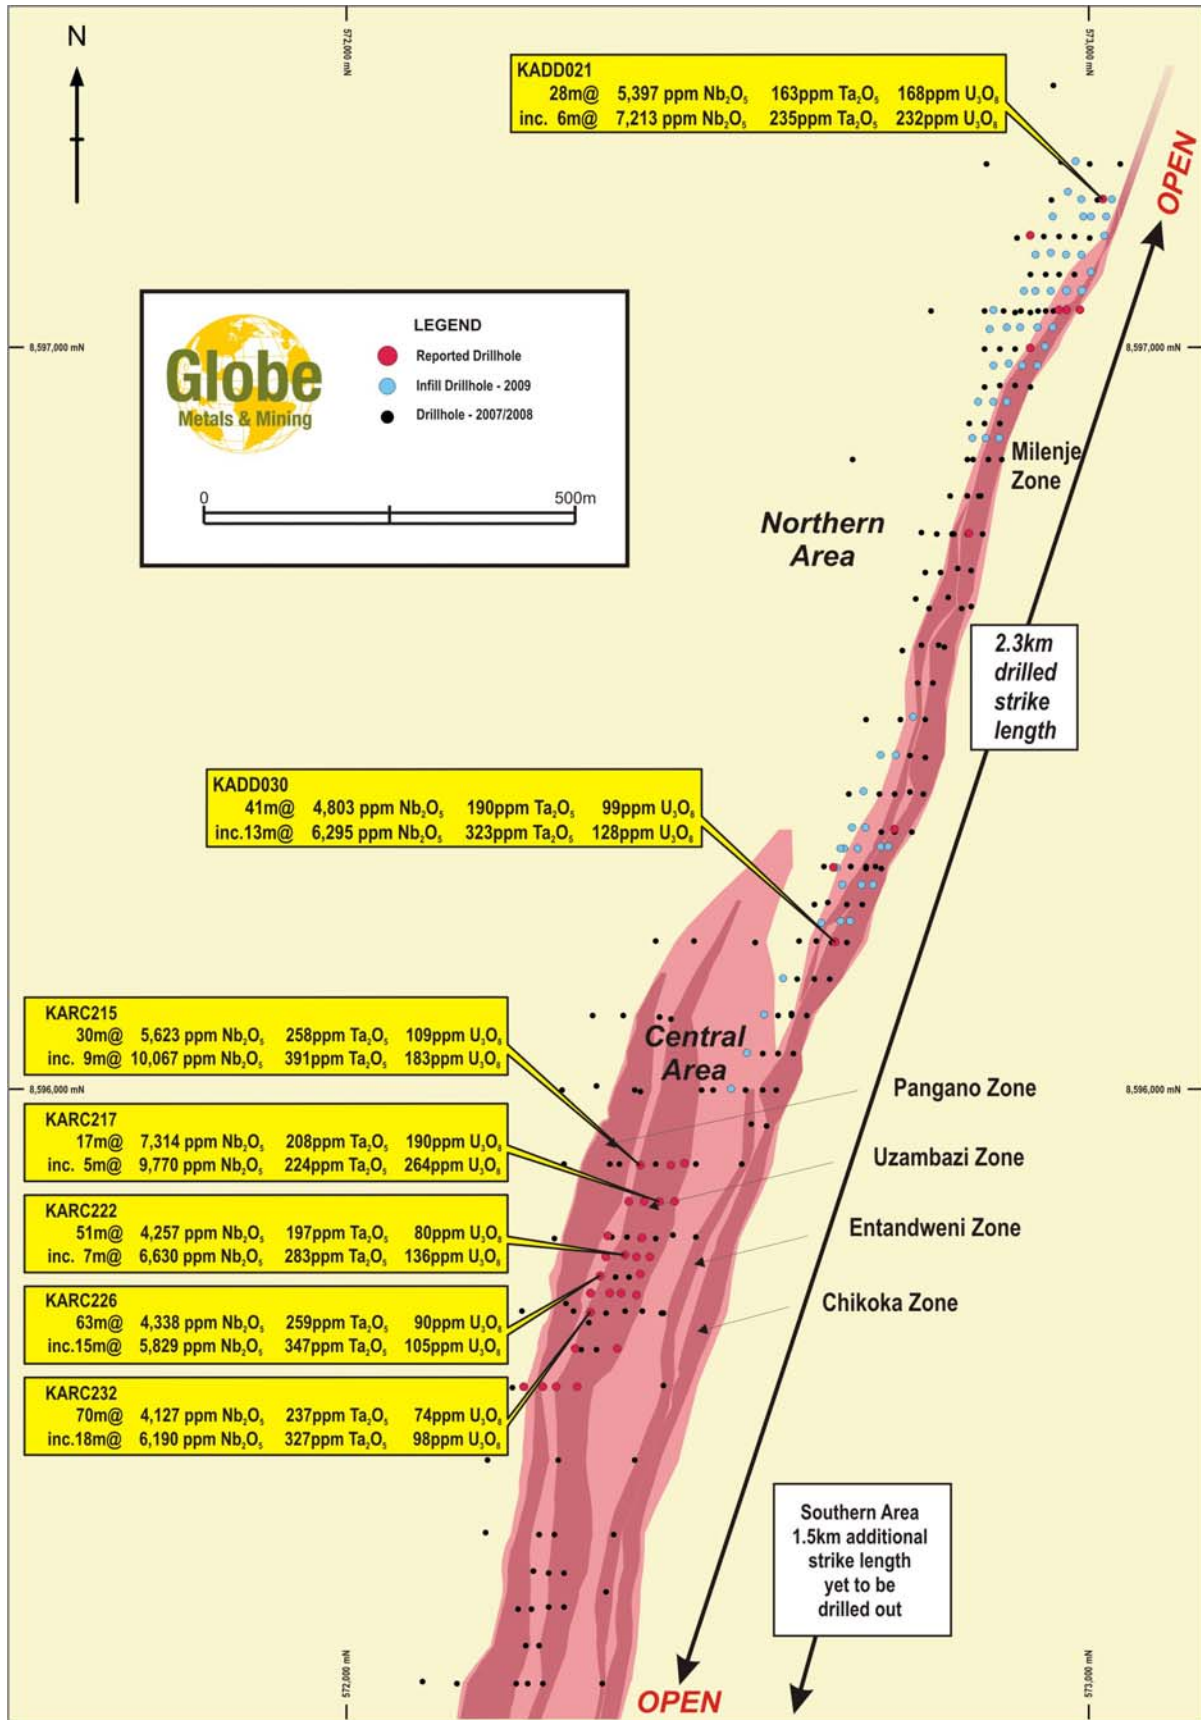 572,000 mN
573,000 mN
N
KADD021
28m@ 5,397 ppm Nb₂O₅ 163ppm Ta₂O₅ 168ppm U₃O₈
inc. 6m@ 7,213 ppm Nb₂O₅ 235ppm Ta₂O₅ 232ppm U₃O₈
OPEN
Globe
Metals & Mining
LEGEND
Reported Drillhole
Infill Drillhole - 2009
Drillhole - 2007/2008
0 500m
8,597,000 mN
8,597,000 mN
Milenje
Zone
Northern
Area
2.3km
drilled
strike
length
KADD030
41m@ 4,803 ppm Nb₂O₅ 190ppm Ta₂O₅ 99ppm U₃O₈
inc.13m@ 6,295 ppm Nb₂O₅ 323ppm Ta₂O₅ 128ppm U₃O₈
KARC215
30m@ 5,623 ppm Nb₂O₅ 258ppm Ta₂O₅ 109ppm U₃O₈
inc. 9m@ 10,067 ppm Nb₂O₅ 391ppm Ta₂O₅ 183ppm U₃O₈
Central
Area
8,596,000 mN
8,596,000 mN
Pangano Zone
KARC217
17m@ 7,314 ppm Nb₂O₅ 208ppm Ta₂O₅ 190ppm U₃O₈
inc. 5m@ 9,770 ppm Nb₂O₅ 224ppm Ta₂O₅ 264ppm U₃O₈
Uzambazi Zone
KARC222
51m@ 4,257 ppm Nb₂O₅ 197ppm Ta₂O₅ 80ppm U₃O₈
inc. 7m@ 6,630 ppm Nb₂O₅ 283ppm Ta₂O₅ 136ppm U₃O₈
Entandweni Zone
KARC226
63m@ 4,338 ppm Nb₂O₅ 259ppm Ta₂O₅ 90ppm U₃O₈
inc.15m@ 5,829 ppm Nb₂O₅ 347ppm Ta₂O₅ 105ppm U₃O₈
Chikoka Zone
KARC232
70m@ 4,127 ppm Nb₂O₅ 237ppm Ta₂O₅ 74ppm U₃O₈
inc.18m@ 6,190 ppm Nb₂O₅ 327ppm Ta₂O₅ 98ppm U₃O₈
Southern Area
1.5km additional
strike length
yet to be
drilled out
OPEN
572,000 mN
573,000 mN